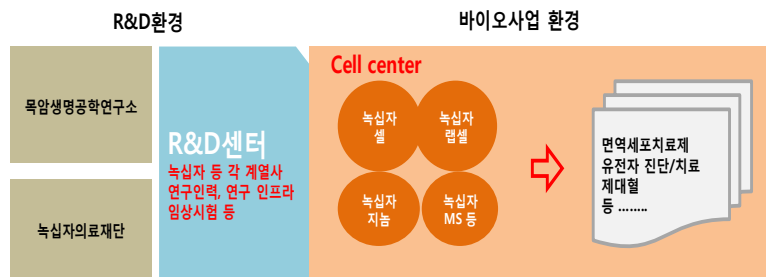 R&D환경
바이오사업 환경
목암생명공학연구소
녹십자의료재단
R&D센터
녹십자 등 각 계열사
연구인력, 연구 인프라
임상시험 등
Cell center
녹십자
셀
녹십자
랩셀
녹십자
지놈
녹십자
MS 등
면역세포치료제
유전자 진단/치료
제대혈
등 ........